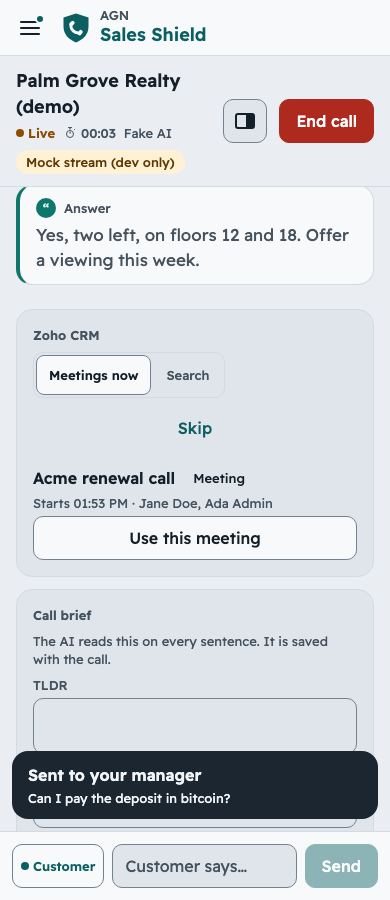 AGN
Sales Shield
Palm Grove Realty
(demo)
Live 00:03 Fake AI
Mock stream (dev only)
End call
“ Answer
Yes, two left, on floors 12 and 18. Offer
a viewing this week.
Zoho CRM
Meetings now Search
Skip
Acme renewal call Meeting
Starts 01:53 PM · Jane Doe, Ada Admin
Use this meeting
Call brief
The AI reads this on every sentence. It is saved
with the call.
TLDR
Sent to your manager
Can I pay the deposit in bitcoin?
Customer Customer says… Send